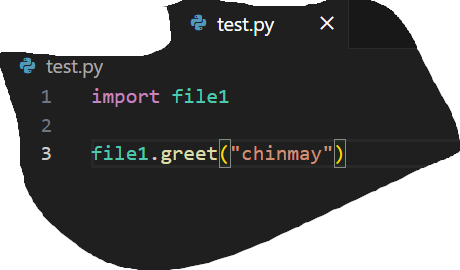 test.py ×
test.py
1 import file1
2
3 file1.greet("chinmay")